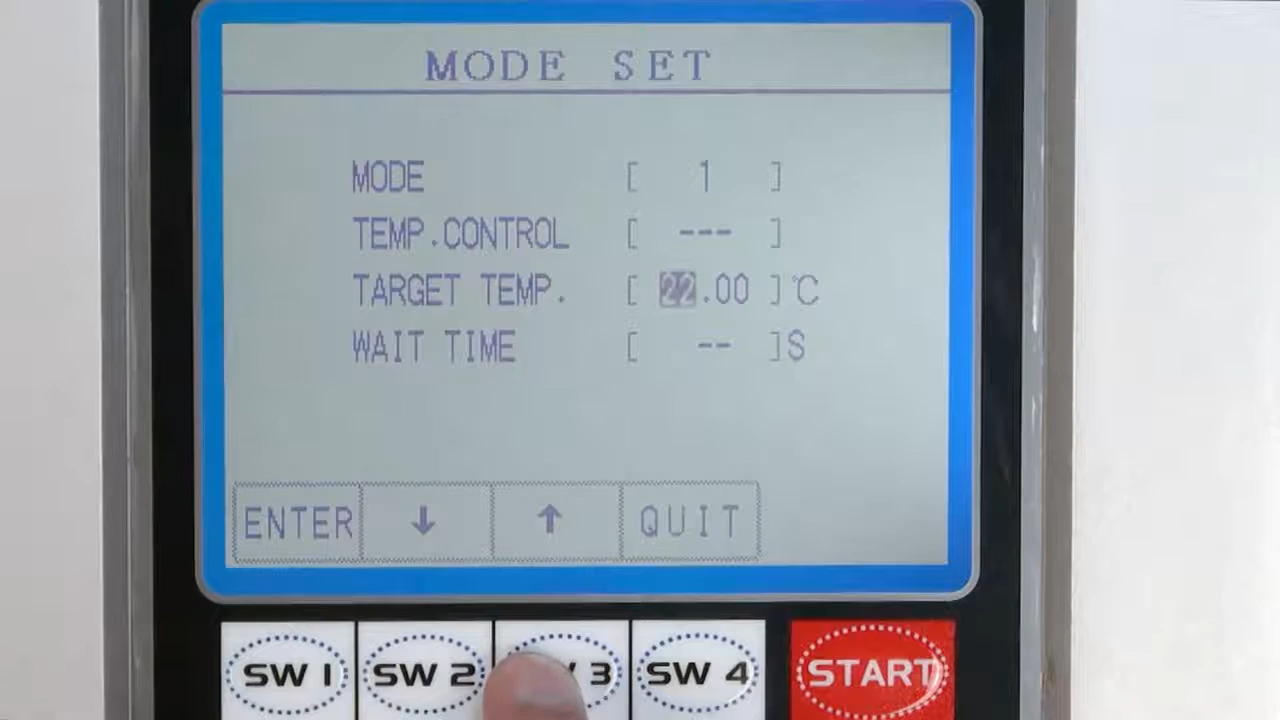 MODE SET
MODE [ 1 ]
TEMP.CONTROL [ --- ]
TARGET TEMP. [ 22.00 ]℃
WAIT TIME [ -- ]S
ENTER ↓ ↑ QUIT
SW 1 SW 2 3 SW 4 START